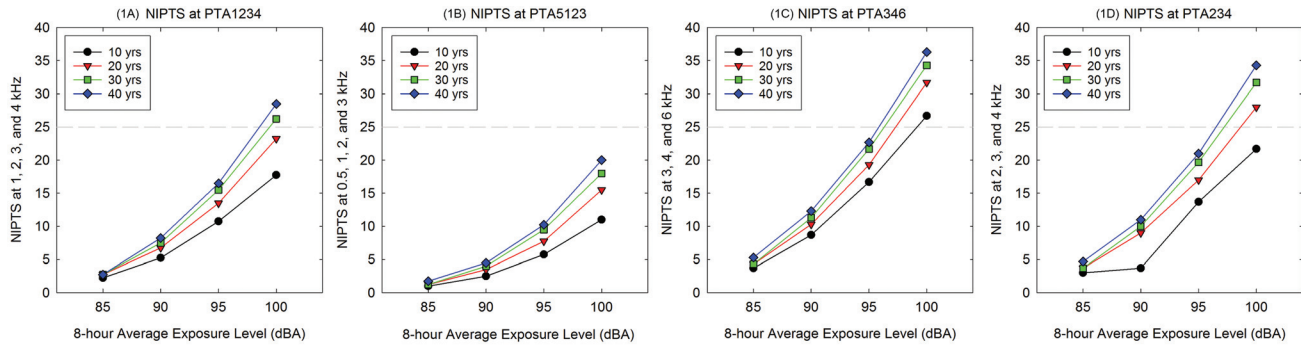 (1A) NIPTS at PTA1234
NIPTS at 1, 2, 3, and 4 kHz
40
35
30
25
20
15
10
5
0
10 yrs
20 yrs
30 yrs
40 yrs
85 90 95 100
8-hour Average Exposure Level (dBA)
(1B) NIPTS at PTA5123
NIPTS at 0.5, 1, 2, and 3 kHz
40
35
30
25
20
15
10
5
0
10 yrs
20 yrs
30 yrs
40 yrs
85 90 95 100
8-hour Average Exposure Level (dBA)
(1C) NIPTS at PTA346
NIPTS at 3, 4, and 6 kHz
40
35
30
25
20
15
10
5
0
10 yrs
20 yrs
30 yrs
40 yrs
85 90 95 100
8-hour Average Exposure Level (dBA)
(1D) NIPTS at PTA234
NIPTS at 2, 3, and 4 kHz
40
35
30
25
20
15
10
5
0
10 yrs
20 yrs
30 yrs
40 yrs
85 90 95 100
8-hour Average Exposure Level (dBA)